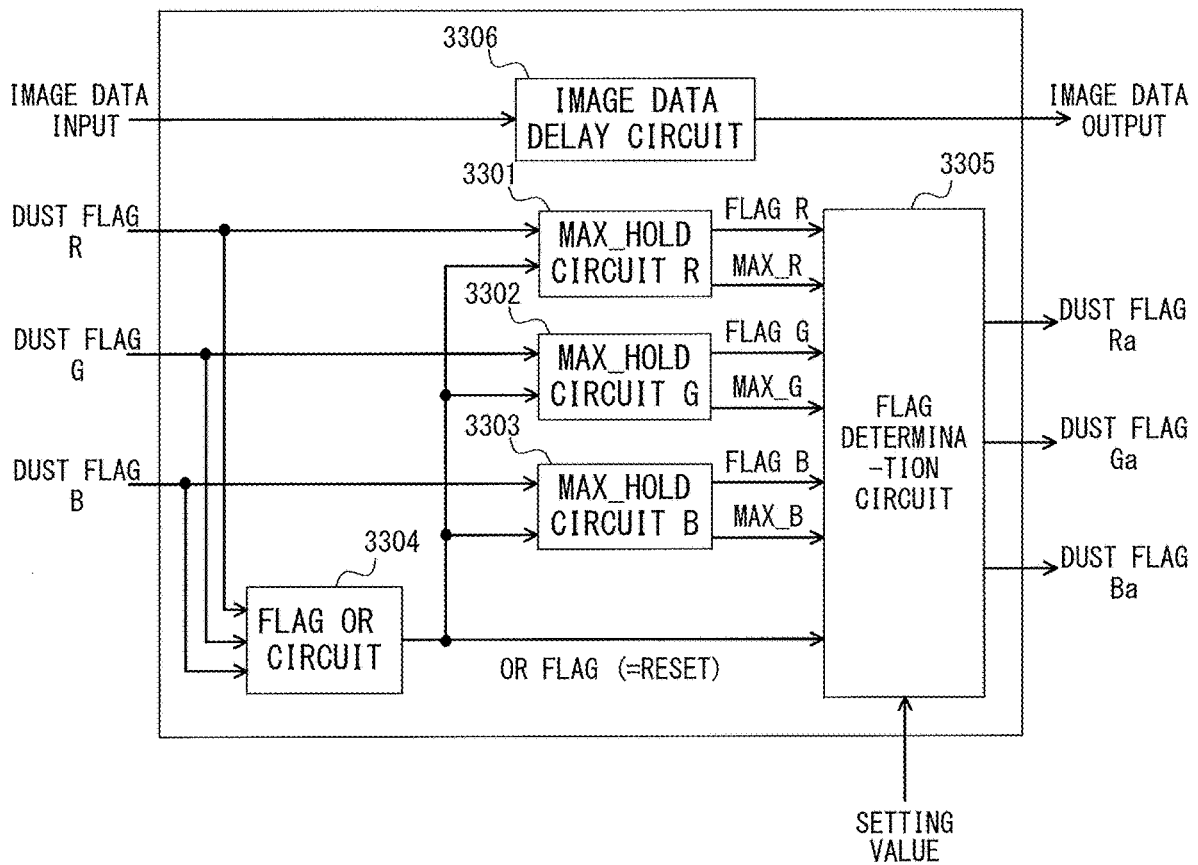 3306
IMAGE DATA
INPUT
IMAGE DATA
DELAY CIRCUIT
IMAGE DATA
OUTPUT
3301
3305
DUST FLAG
R
MAX_HOLD
CIRCUIT R
FLAG R
MAX_R
3302
DUST FLAG
G
MAX_HOLD
CIRCUIT G
FLAG G
MAX_G
3303
DUST FLAG
B
MAX_HOLD
CIRCUIT B
FLAG B
MAX_B
FLAG
DETERMINA
-TION
CIRCUIT
DUST FLAG
Ra
DUST FLAG
Ga
DUST FLAG
Ba
3304
FLAG OR
CIRCUIT
OR FLAG (=RESET)
SETTING
VALUE